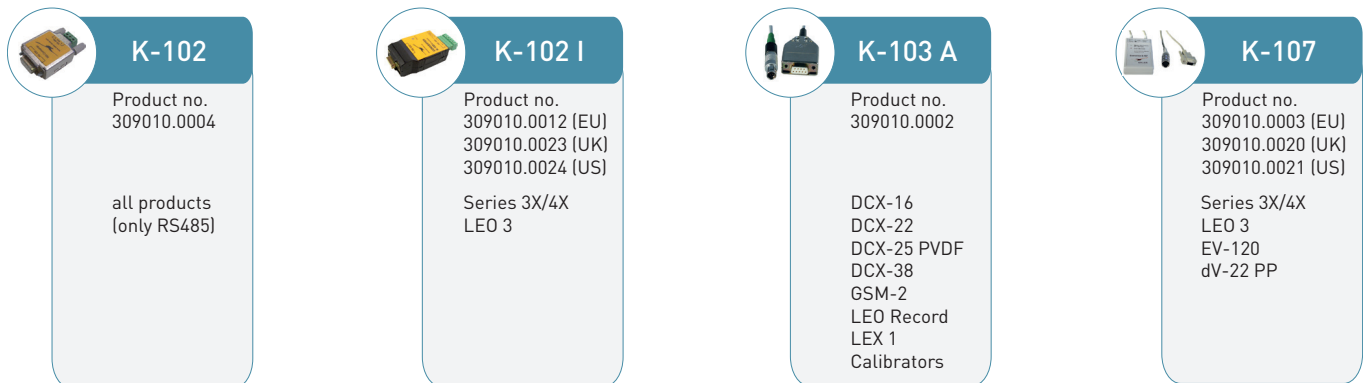 K-102
Product no.
309010.0004
all products
(only RS485)
K-102 I
Product no.
309010.0012 (EU)
309010.0023 (UK)
309010.0024 (US)
Series 3X/4X
LEO 3
K-103 A
Product no.
309010.0002
DCX-16
DCX-22
DCX-25 PVDF
DCX-38
GSM-2
LEO Record
LEX 1
Calibrators
K-107
Product no.
309010.0003 (EU)
309010.0020 (UK)
309010.0021 (US)
Series 3X/4X
LEO 3
EV-120
dV-22 PP